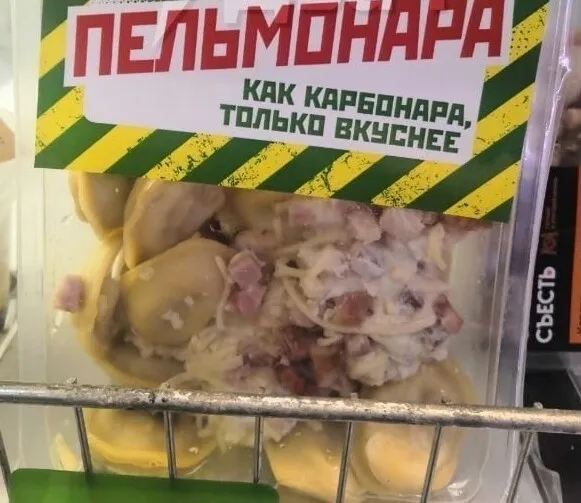 ПЕЛЬМОНАРА
КАК КАРБОНАРА,
ТОЛЬКО ВКУСНЕЕ
СЪЕСТЬ